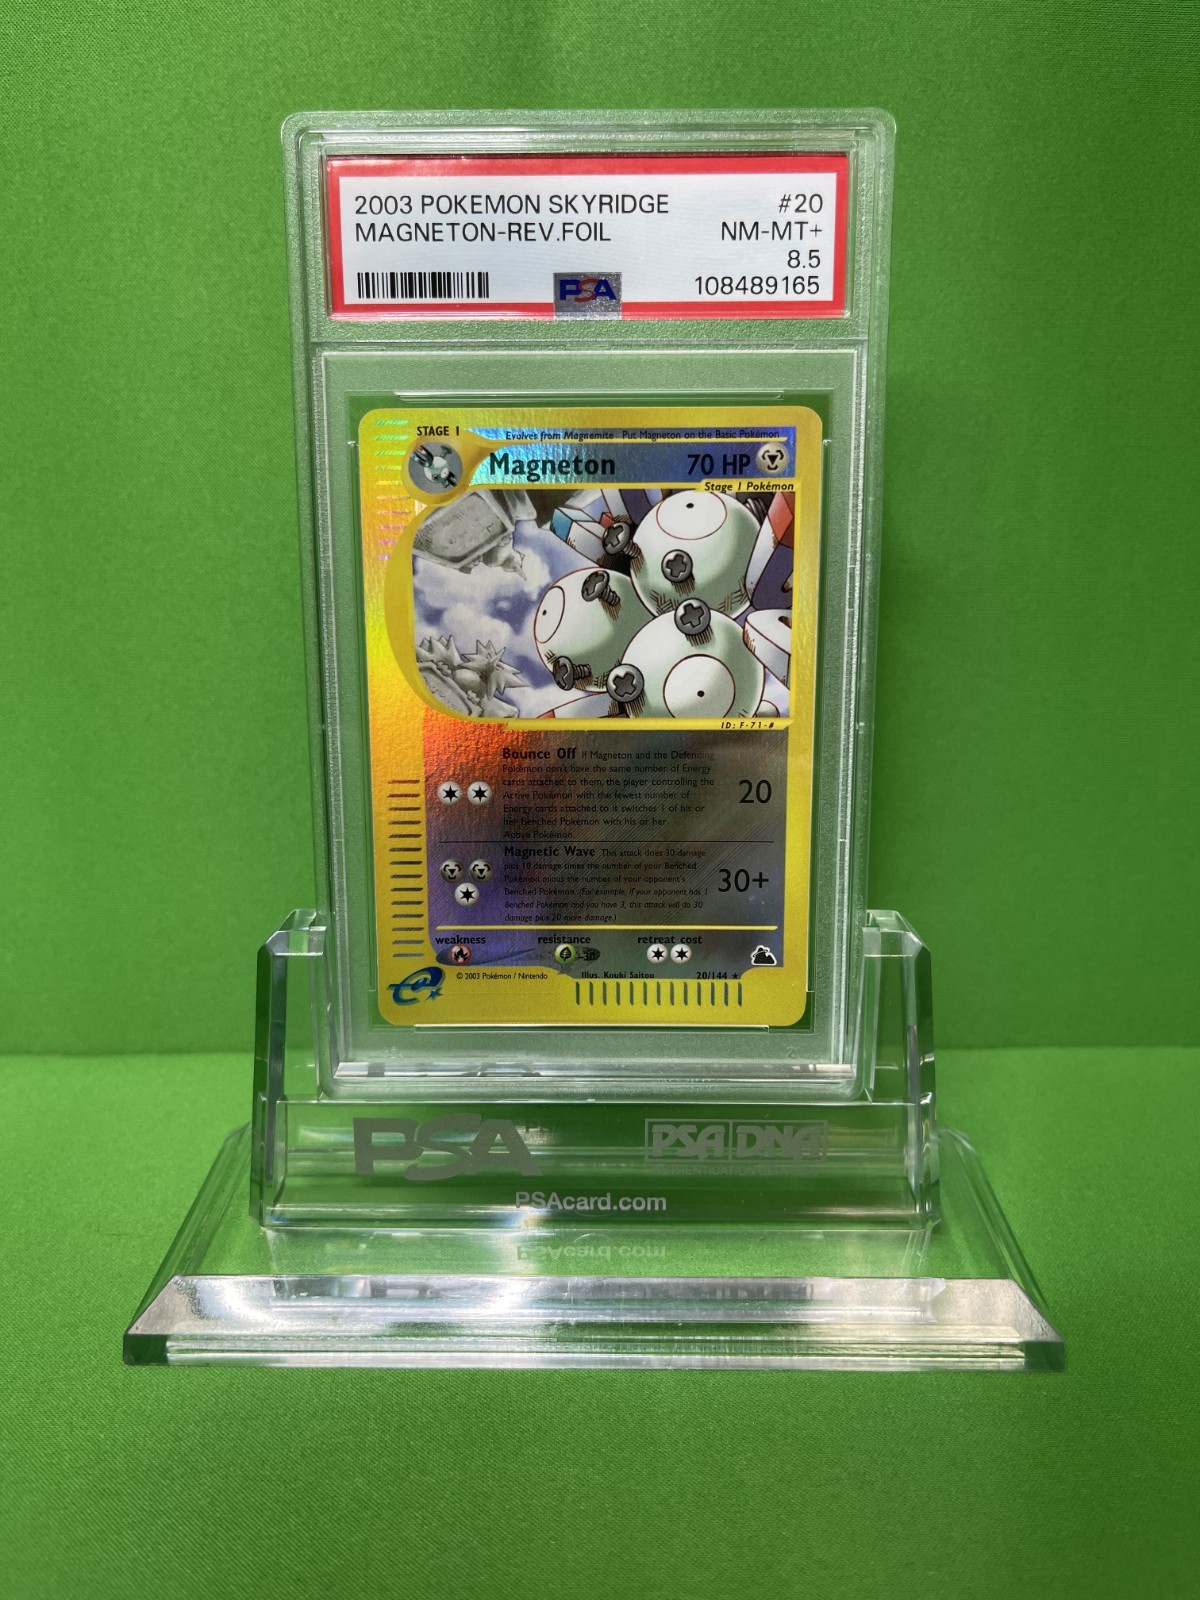 2003 POKEMON SKYRIDGE #20
MAGNETON-REV.FOIL NM-MT+
8.5
PSA 108489165
STAGE 1 Evolves from Magnemite Put Magneton on the Basic Pokémon
Magneton 70 HP
Stage 1 Pokémon
ID: F-71-#
Bounce Off If Magneton and the Defending
Pokémon don't have the same number of Energy
cards attached to them, the player controlling the
Active Pokémon with the fewest number of
Energy cards attached to it switches 1 of his or
her Benched Pokémon with his or her
Active Pokémon.
20
Magnetic Wave This attack does 30 damage
plus 10 damage times the number of your Benched
Pokémon minus the number of your opponent's
Benched Pokémon. (For example, if your opponent has 1
Benched Pokémon and you have 3, this attack will do 30
damage plus 20 more damage.)
30+
weakness resistance retreat cost
-30
© 2003 Pokémon / Nintendo Illus. Kouki Saitou 20/144 ★
e
PSA PSA DNA
PSAcard.com
PSAcard.com